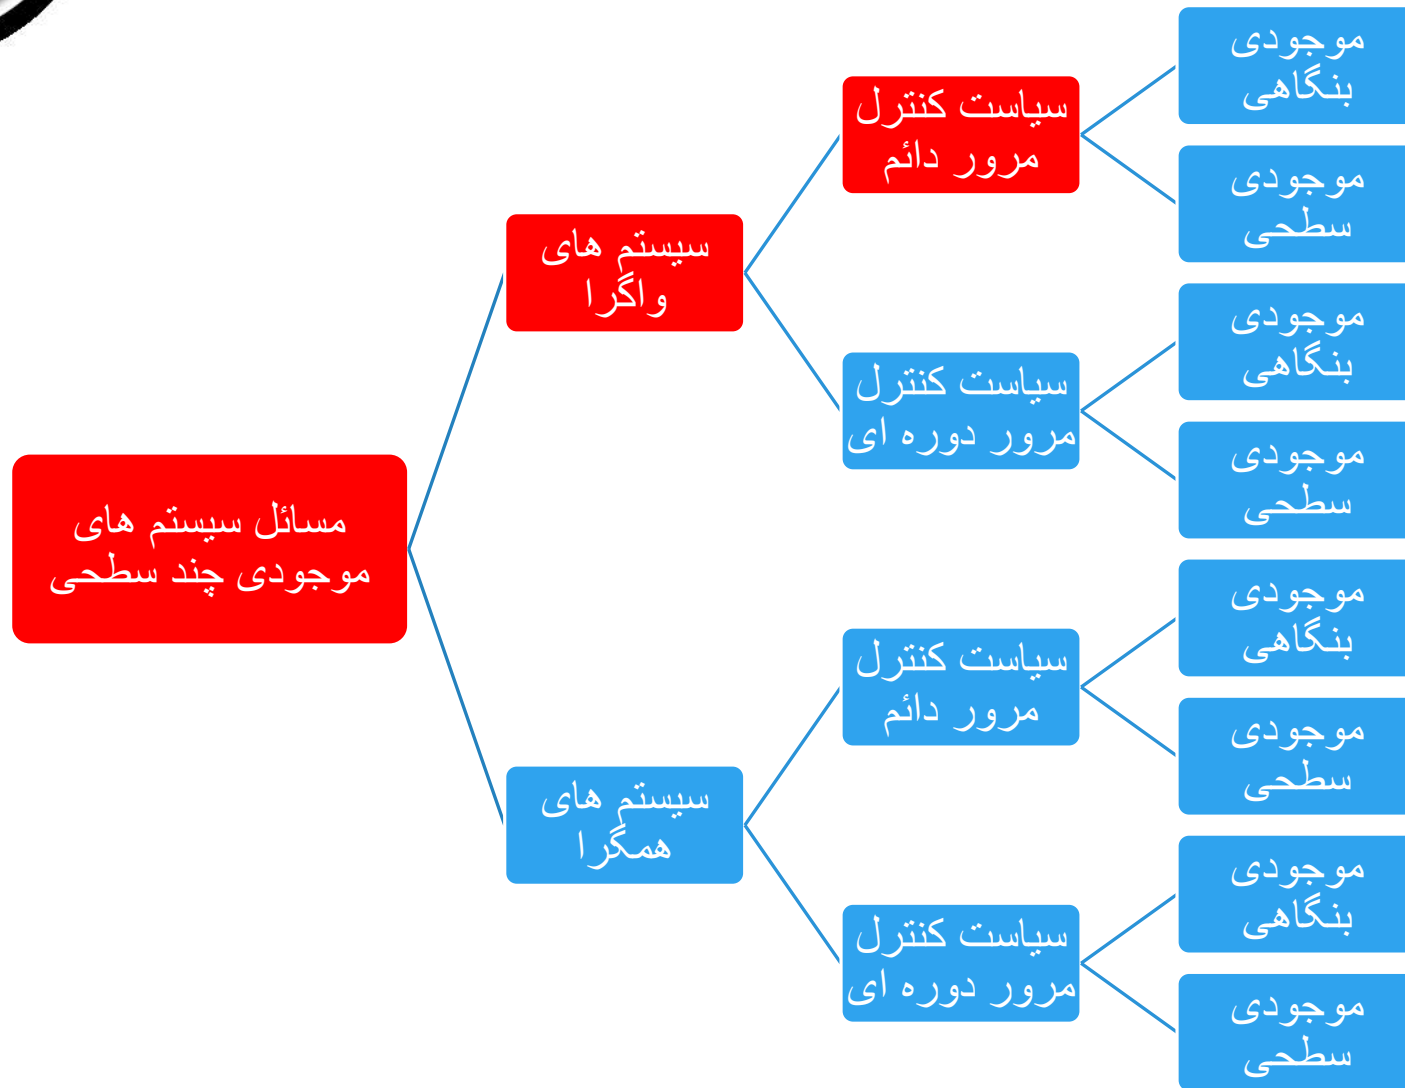 مسائل سیستم های
موجودی چند سطحی
سیستم های
واگرا
سیاست کنترل
مرور دائم
موجودی
بنگاهی
موجودی
سطحی
سیاست کنترل
مرور دوره ای
موجودی
بنگاهی
موجودی
سطحی
سیستم های
همگرا
سیاست کنترل
مرور دائم
موجودی
بنگاهی
موجودی
سطحی
سیاست کنترل
مرور دوره ای
موجودی
بنگاهی
موجودی
سطحی